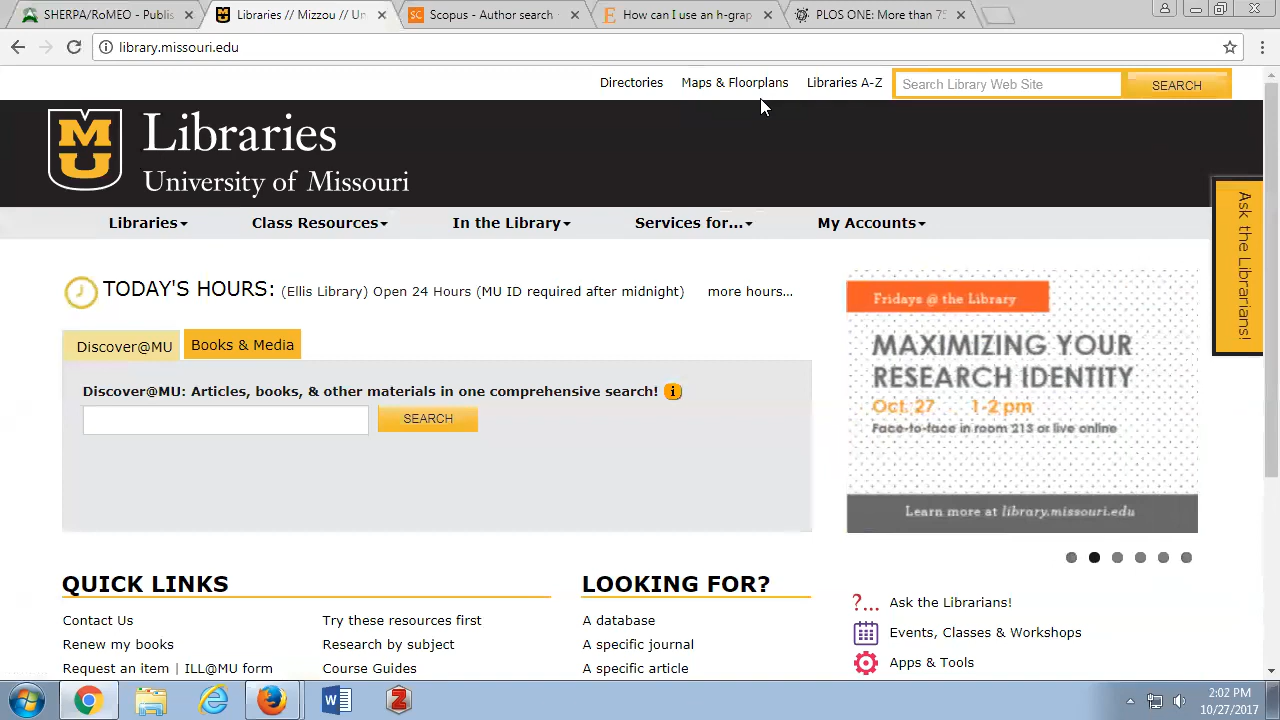 SHERPA/RoMEO - Publis
Libraries // Mizzou // Un
Scopus - Author search
How can I use an h-grap
PLOS ONE: More than 75
library.missouri.edu
Directories
Maps & Floorplans
Libraries A-Z
Search Library Web Site
SEARCH
MU
Libraries
University of Missouri
Libraries
Class Resources
In the Library
Services for...
My Accounts
Ask the Librarians!
TODAY'S HOURS: (Ellis Library) Open 24 Hours (MU ID required after midnight) more hours...
Discover@MU
Books & Media
Discover@MU: Articles, books, & other materials in one comprehensive search! i
SEARCH
Fridays @ the Library
MAXIMIZING YOUR
RESEARCH IDENTITY
Oct. 27 . 1-2 pm
Face-to-face in room 213 or live online
Learn more at library.missouri.edu
QUICK LINKS
Contact Us
Renew my books
Request an item | ILL@MU form
Try these resources first
Research by subject
Course Guides
LOOKING FOR?
A database
A specific journal
A specific article
?... Ask the Librarians!
Events, Classes & Workshops
Apps & Tools
2:02 PM
10/27/2017